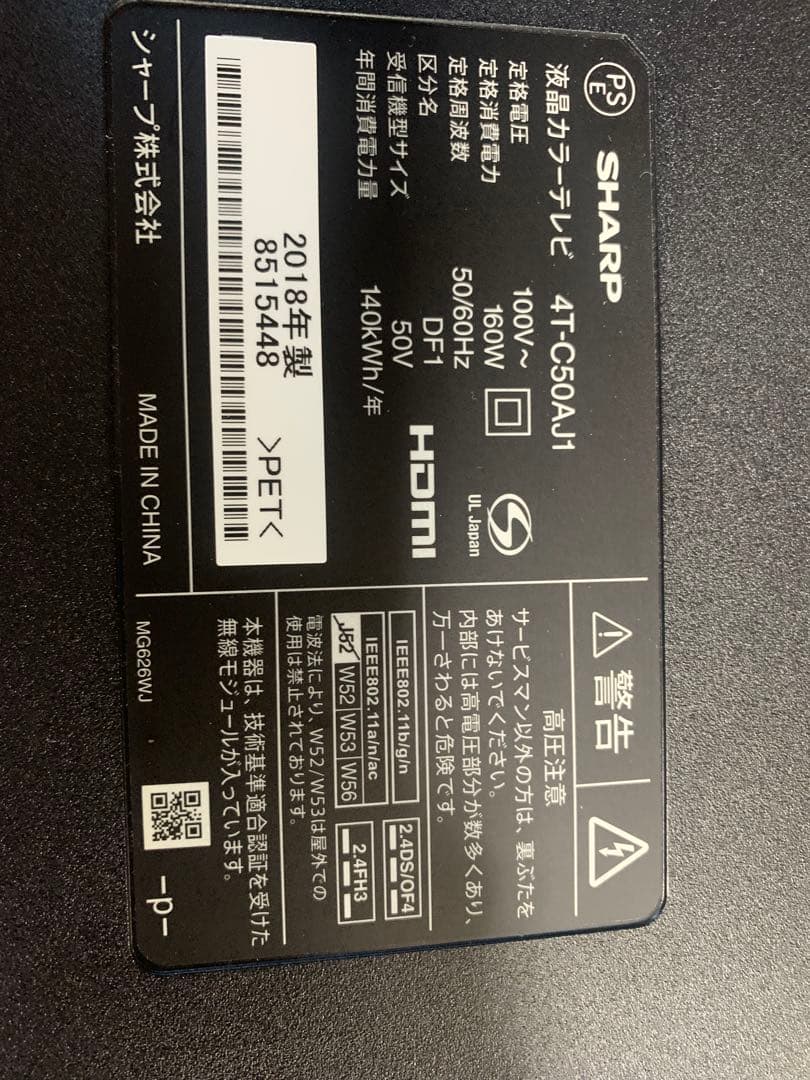 PS
E
SHARP
液晶カラーテレビ 4T-C50AJ1
定格電圧 100V～
定格消費電力 160W
定格周波数 50/60Hz
区分名 DF1
受信機型サイズ 50V
年間消費電力量 140kWh/年
UL Japan
HDMI
2018年製
8515448 >PET<
シャープ株式会社 MADE IN CHINA
警告
高圧注意
サービスマン以外の方は、裏ぶたを
あけないでください。
内部には高電圧部分が数多くあり、
万一さわると危険です。
IEEE802.11b/g/n
IEEE802.11a/n/ac
J52 W52 W53 W56
2.4DS/OF4
2.4FH3
電波法により、W52/W53は屋外での
使用は禁止されております。
本機器は、技術基準適合認証を受けた
無線モジュールが入っています。
MG626WJ
-p-